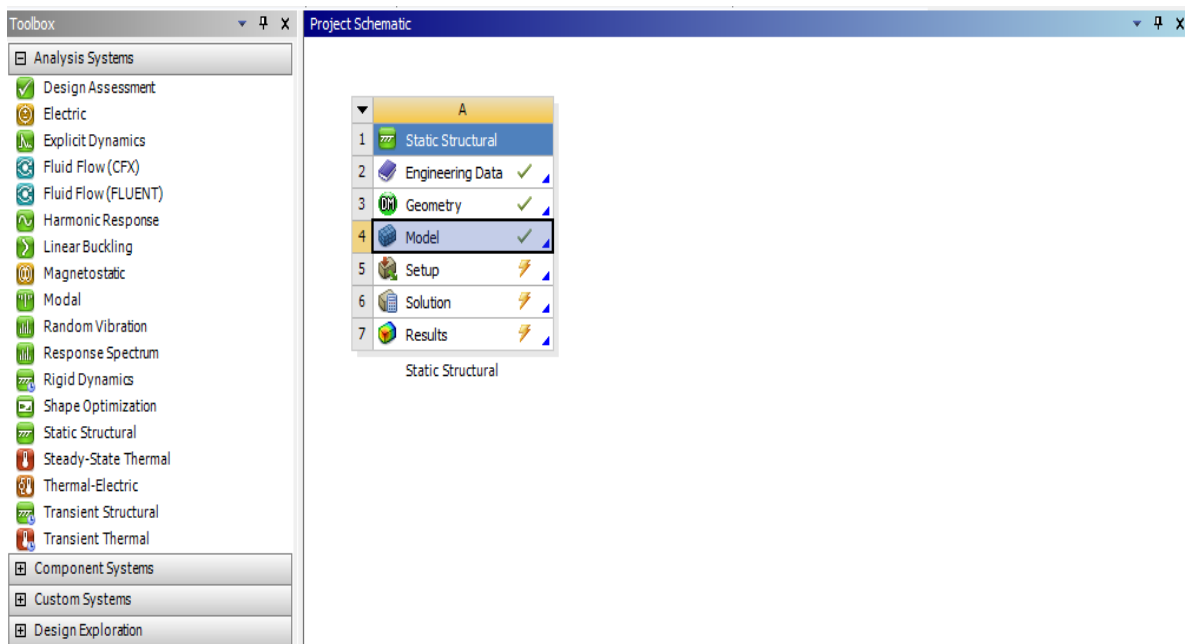 Toolbox
Analysis Systems
Design Assessment
Electric
Explicit Dynamics
Fluid Flow (CFX)
Fluid Flow (FLUENT)
Harmonic Response
Linear Buckling
Magnetostatic
Modal
Random Vibration
Response Spectrum
Rigid Dynamics
Shape Optimization
Static Structural
Steady-State Thermal
Thermal-Electric
Transient Structural
Transient Thermal
Component Systems
Custom Systems
Design Exploration
Project Schematic
A
1 Static Structural
2 Engineering Data
3 DM Geometry
4 Model
5 Setup
6 Solution
7 Results
Static Structural